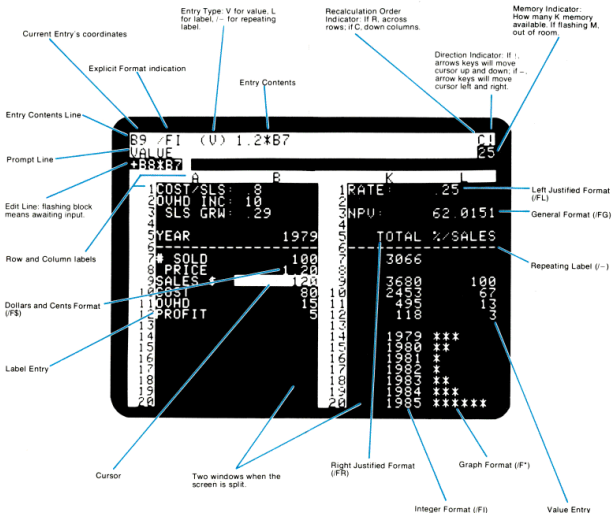 Entry Type: V for value, L
for label, /– for repeating
label.
Recalculation Order
Indicator: If R, across
rows; if C, down columns.
Memory Indicator:
How many K memory
available. If flashing M,
out of room.
Current Entry's coordinates
Explicit Format indication
Entry Contents
Direction Indicator: If !,
arrows keys will move
cursor up and down; if –,
arrow keys will move
cursor left and right.
Entry Contents Line
B9 /FI (V) 1.2*B7
C!
Prompt Line
VALUE
25
+B8*B7
Edit Line: flashing block
means awaiting input.
A B
K L
1 COST/SLS: .8
1 RATE: .25
Left Justified Format
(/FL)
2 OVHD INC: 10
2
3 SLS GRW: .29
3 NPV: 62.0151
General Format (/FG)
4
4
5 YEAR 1979
5 TOTAL %/SALES
Row and Column labels
6 ------------------
6 ------------------
Repeating Label (/–)
7 # SOLD 100
7 3066
8 PRICE 1.20
8
9 SALES $ 120
9 3680 100
10 COST 80
10 2453 67
11 OVHD 15
11 495 13
12 PROFIT 5
12 118 3
Dollars and Cents Format
(/F$)
13
13
14
14 1979 ***
15
15 1980 **
16
16 1981 *
17
17 1982 *
18
18 1983 **
19
19 1984 ***
20
20 1985 ******
Label Entry
Cursor
Two windows when the
screen is split.
Right Justified Format
(/FR)
Graph Format (/F*)
Integer Format (/FI)
Value Entry